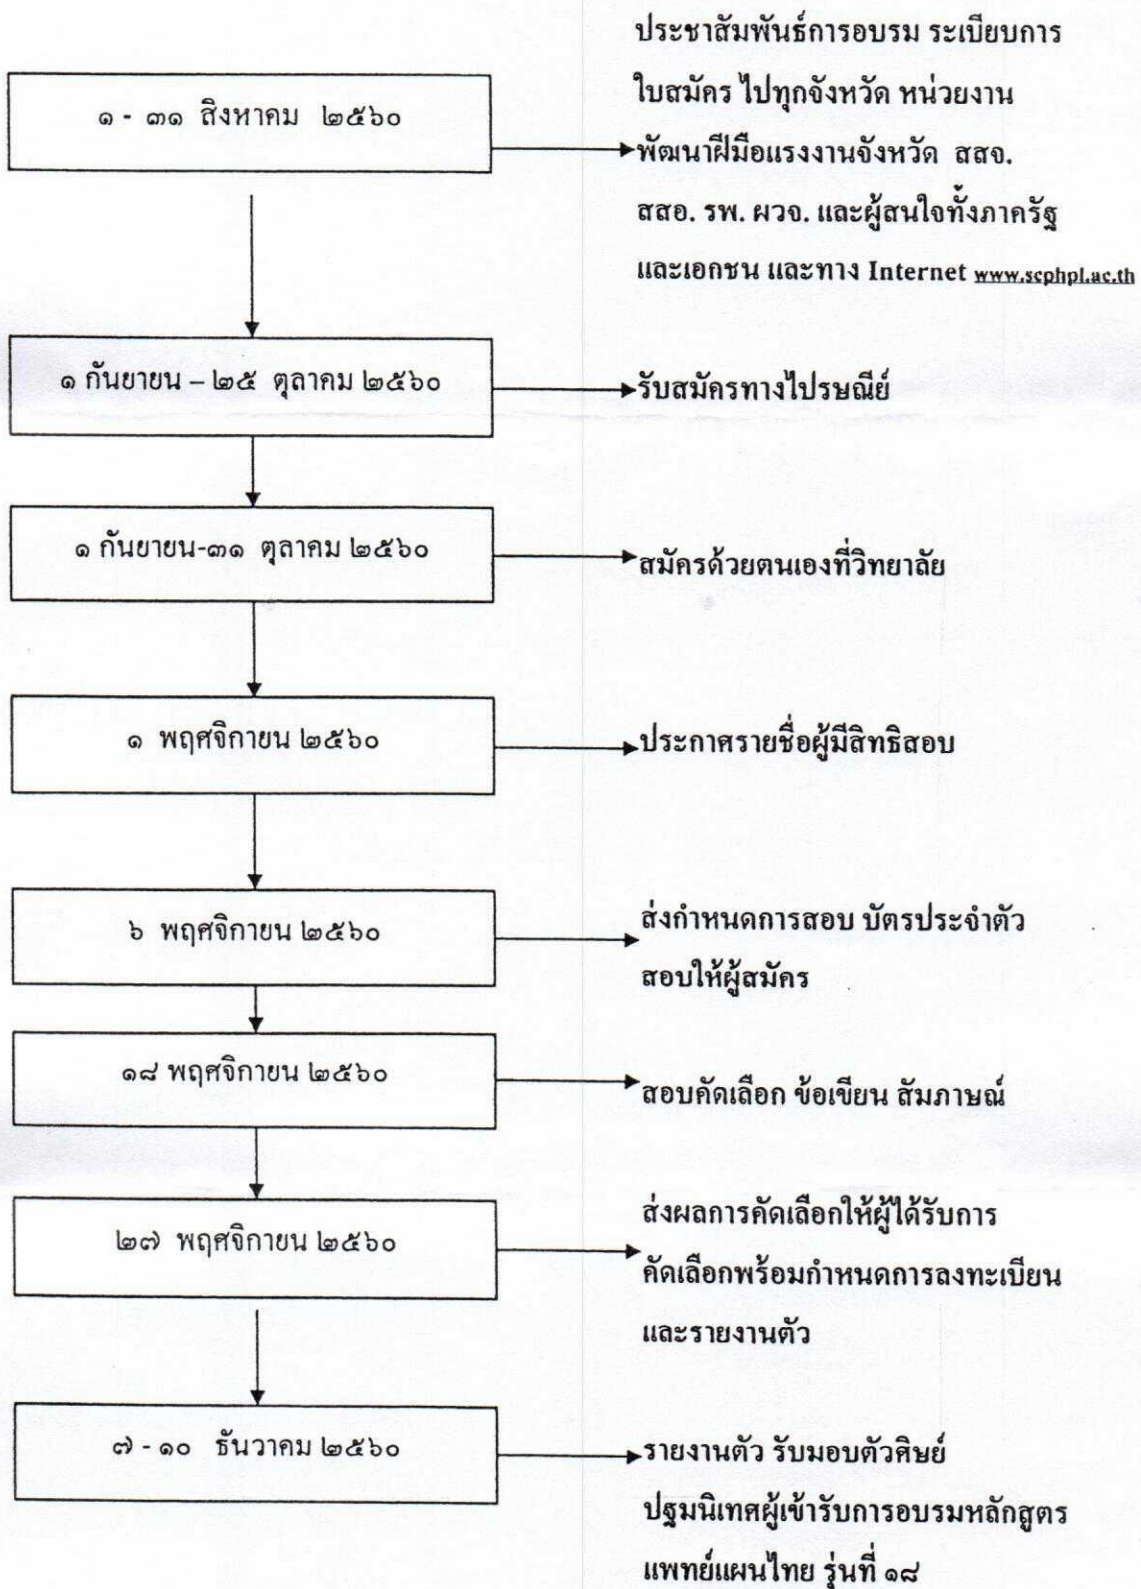 ประชาสัมพันธ์การอบรม ระเบียบการ
ใบสมัคร ไปทุกจังหวัด หน่วยงาน
๑ - ๓๑ สิงหาคม ๒๕๖๐
พัฒนาฝีมือแรงงานจังหวัด สสจ.
สสอ. รพ. ผวจ. และผู้สนใจทั้งภาครัฐ
และเอกชน และทาง Internet www.scphpl.ac.th
๑ กันยายน – ๒๕ ตุลาคม ๒๕๖๐
รับสมัครทางไปรษณีย์
๑ กันยายน-๓๑ ตุลาคม ๒๕๖๐
สมัครด้วยตนเองที่วิทยาลัย
๑ พฤศจิกายน ๒๕๖๐
ประกาศรายชื่อผู้มีสิทธิสอบ
๖ พฤศจิกายน ๒๕๖๐
ส่งกำหนดการสอบ บัตรประจำตัว
สอบให้ผู้สมัคร
๑๘ พฤศจิกายน ๒๕๖๐
สอบคัดเลือก ข้อเขียน สัมภาษณ์
๒๗ พฤศจิกายน ๒๕๖๐
ส่งผลการคัดเลือกให้ผู้ได้รับการ
คัดเลือกพร้อมกำหนดการลงทะเบียน
และรายงานตัว
๗ - ๑๐ ธันวาคม ๒๕๖๐
รายงานตัว รับมอบตัวศิษย์
ปฐมนิเทศผู้เข้ารับการอบรมหลักสูตร
แพทย์แผนไทย รุ่นที่ ๑๘